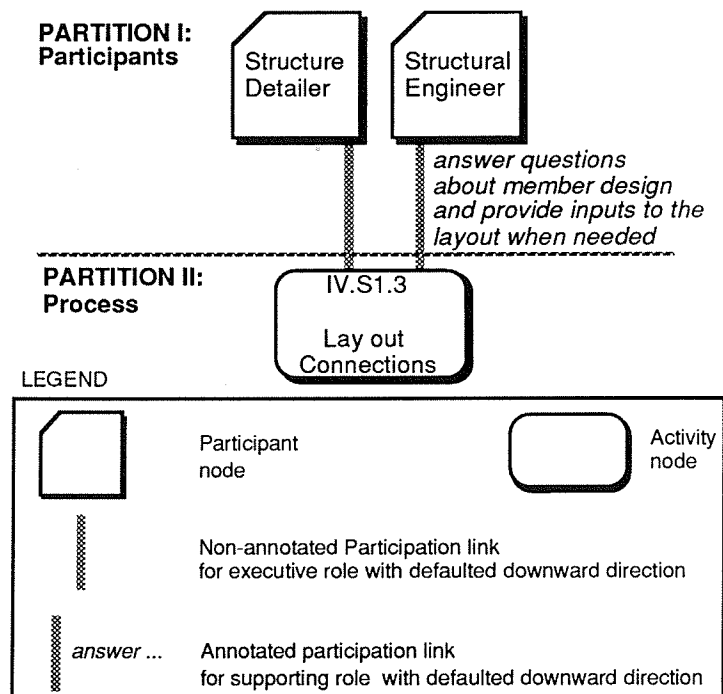 PARTITION I:
Participants
Structure
Detailer
Structural
Engineer
answer questions
about member design
and provide inputs to the
layout when needed
PARTITION II:
Process
IV.S1.3
Lay out
Connections
LEGEND
Participant
node
Activity
node
Non-annotated Participation link
for executive role with defaulted downward direction
answer ...
Annotated participation link
for supporting role with defaulted downward direction